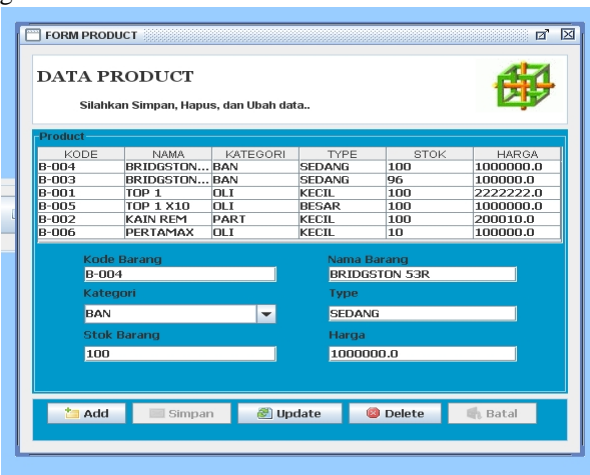 FORM PRODUCT
DATA PRODUCT
Silahkan Simpan, Hapus, dan Ubah data..
Product
KODE NAMA KATEGORI TYPE STOK HARGA
B-004 BRIDGSTON... BAN SEDANG 100 1000000.0
B-003 BRIDGSTON... BAN SEDANG 96 100000.0
B-001 TOP 1 OLI KECIL 100 2222222.0
B-005 TOP 1 X10 OLI BESAR 100 1000000.0
B-002 KAIN REM PART KECIL 100 200010.0
B-006 PERTAMAX OLI KECIL 10 100000.0
Kode Barang Nama Barang
B-004 BRIDGSTON 53R
Kategori Type
BAN SEDANG
Stok Barang Harga
100 1000000.0
Add Simpan Update Delete Batal